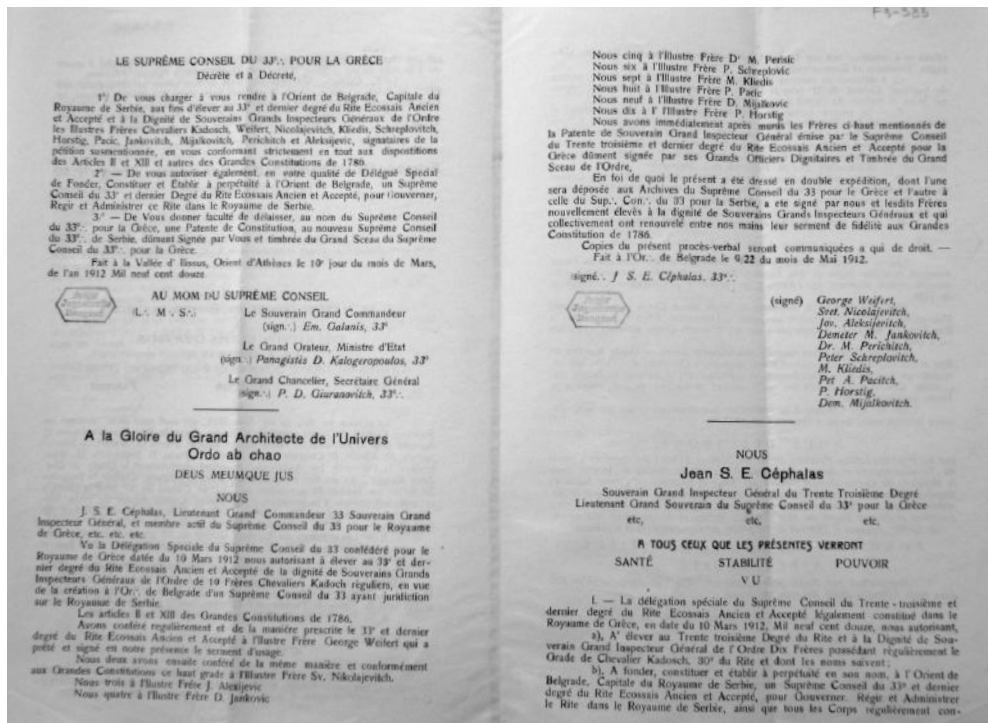 F3-585
LE SUPRÊME CONSEIL DU 33e∴ POUR LA GRÈCE
Décrète et a Décreté,
1°/ De vous charger à vous rendre à l'Orient de Belgrade, Capitale du
Royaume de Serbie, aux fins d'élever au 33e et dernier degré du Rite Ecossais Ancien
et Accepté et à la Dignité de Souverains Grands Inspecteurs Généraux de l'Ordre
les Illustres Frères Chevaliers Kadosch, Weifert, Nicolajevitch, Kliedis, Schreplovitch,
Horstig, Pacic, Jankovitch, Mijalkovitch, Perichitch et Aleksijevic, signataires de la
pétition susmentionnée, en vous conformant strictement en tout aux dispositions
des Articles II et XIII et autres des Grandes Constitutions de 1786.
2° — De vous autoriser également, en votre qualité de Délégué Spécial
de Fonder, Constituer et Etablir à perpétuité à l'Orient de Belgrade, un Suprême
Conseil du 33e et dernier Degré du Rite Ecossais Ancien et Accepté, pour Gouverner,
Régir et Administrer ce Rite dans le Royaume de Serbie.
3° — De Vous donner faculté de délaisser, au nom du Suprême Conseil
du 33e∴ pour la Grèce, une Patente de Constitution, au nouveau Suprême Conseil
du 33e∴ de Serbie, dûment Signée par Vous et timbrée du Grand Sceau du Suprême
Conseil du 33e∴ pour la Grèce.
Fait à la Vallée d' Ilissus, Orient d'Athènes le 10e jour du mois de Mars,
de l'an 1912 Mil neuf cent douze
AU MOM DU SUPRÊME CONSEIL
(L∴ M∴ S∴)
Le Souverain Grand Commandeur
(sign∴) Em. Galanis, 33e
Le Grand Orateur, Ministre d'Etat
(sign∴) Panagistis D. Kalogeropoulos, 33e
Le Grand Chancelier, Secrétaire Général
sign∴) P. D. Giuranovitch, 33e∴
A la Gloire du Grand Architecte de l'Univers
Ordo ab chao
DEUS MEUMQUE JUS
NOUS
J. S. E. Céphalas, Lieutenant Grand Commandeur 33 Souverain Grand
Inspecteur Général, et membre actif du Suprême Conseil du 33 pour le Royaume
de Grèce, etc. etc. etc.
Vu la Délégation Speciale du Suprême Conseil du 33 confédéré pour le
Royaume de Grèce datée du 10 Mars 1912 nous autorisant à élever au 33e et der-
nier degré du Rite Ecossais Ancien et Accepté de la dignité de Souverains Grands
Inspecteurs Généraux de l'Ordre de 10 Frères Chevaliers Kadoch réguliers, en vue
de la création à l'Or∴ de Belgrade d'un Suprême Conseil du 33 ayant juridiction
sur le Royaume de Serbie.
Les articles II et XIII des Grandes Constitutions de 1786.
Avons conféré regulièrement et de la manière prescrite le 33e et dernier
degré du Rite Ecossais Ancien et Accepté à l'Illustre Frère George Weifert qui a
prêté et signé en notre présence le serment d'usage.
Nous deux avons ensuite conféré de la même manière et conformément
aux Grandes Constitutions ce haut grade à l'Illustre Frère Sv. Nikolajevitch.
Nous trois à l'Illustre Frère J. Alexijevic
Nous quatre à l'Illustre Frère D. Jankovic
Nous cinq à l'Illustre Frère Dr M. Perisic
Nous six à l'Illustre Frère P. Schreplovic
Nous sept à l'Illustre Frère M. Kliedis
Nous huit à l'Illustre Frère P. Pacic
Nous neuf à l'Illustre Frère D. Mijalkovic
Nous dix à l' Illustre Frère P. Horstig
Nous avons immédiatement après munis les Frères ci-haut mentionnés de
la Patente de Souverain Grand Inspecteur Général émise par le Suprême Conseil
du Trente troisième et dernier degré du Rite Ecossais Ancien et Accepté pour la
Grèce dûment signée par ses Grands Officiers Dignitaires et Timbrée du Grand
Sceau de l'Ordre,
En foi de quoi le présent a été dressé en double expédition, dont l'une
sera déposée aux Archives du Suprême Conseil du 33 pour le Grèce et l'autre à
celle du Sup∴ Con∴ du 33 pour la Serbie, a ete signé par nous et lesdits Frères
nouvellement élevés à la dignité de Souverains Grands Inspecteurs Généraux et qui
collectivement ont renouvelé entre nos mains leur serment de fidélité aux Grandes
Constitution de 1786.
Copies du présent procès-verbal seront communiquées a qui de droit. —
Fait à l'Or∴ de Belgrade le 9/22 du mois de Mai 1912.
signé∴ J S. E. Céphalas, 33e∴
(signé) George Weifert,
Svet. Nicolajevitch,
Jov. Aleksijeritch,
Demeter M. Jankovitch,
Dr. M. Perichitch,
Peter Schreplovitch,
M. Kliedis,
Pet A. Pacitch,
P. Horstig,
Dem. Mijalkovitch.
NOUS
Jean S. E. Céphalas
Souverain Grand Inspecteur Général du Trente Troisième Degré
Lieutenant Grand Souverain du Suprême Conseil du 33e pour la Grèce
etc, etc, etc.
A TOUS CEUX QUE LES PRÉSENTES VERRONT
SANTÉ STABILITÉ POUVOIR
VU
I. — La délégation spéciale du Suprême Conseil du Trente-troisième et
dernier degré du Rite Ecossais Ancien et Accepté légalement constitué dans le
Royaume de Grèce, en date du 10 Mars 1912, Mil neuf cent douze, nous autorisant,
a), A' élever au Trente troisième Degré du Rite et à la Dignité de Sou-
verain Grand Inspecteur Général de l'Ordre Dix Frères possédant régulièrement le
Grade de Chevalier Kadosch, 30e du Rite et dont les noms suivent;
b), A fonder, constituer et établir à perpétuité en son nom, à l' Orient de
Belgrade, Capitale du Royaume de Serbie, un Suprême Conseil du 33e et dernier
degré du Rite Ecossais Ancien et Accepté, pour Gouverner, Régir et Administrer
le Rite dans le Royaume de Serbie, ainsi que tous les Corps régulièrement con-